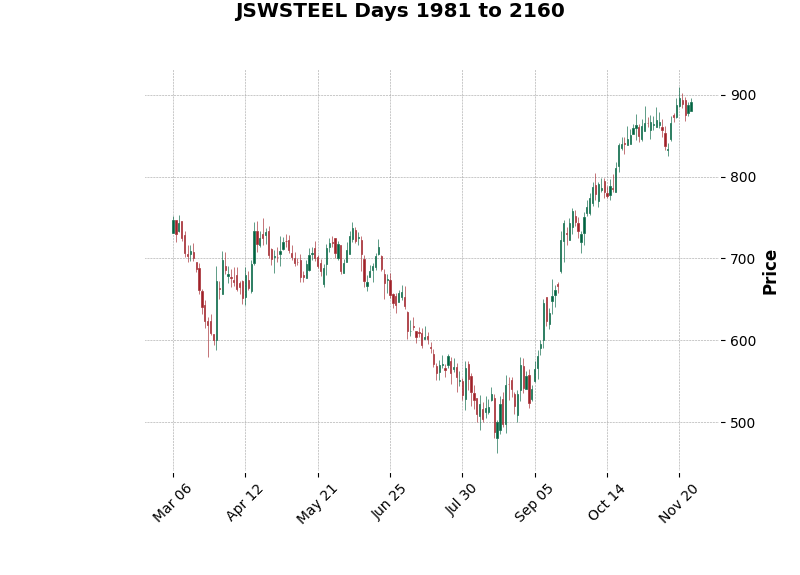 JSWSTEEL Days 1981 to 2160
900
800
700
600
500
Price
Mar 06
Apr 12
May 21
Jun 25
Jul 30
Sep 05
Oct 14
Nov 20